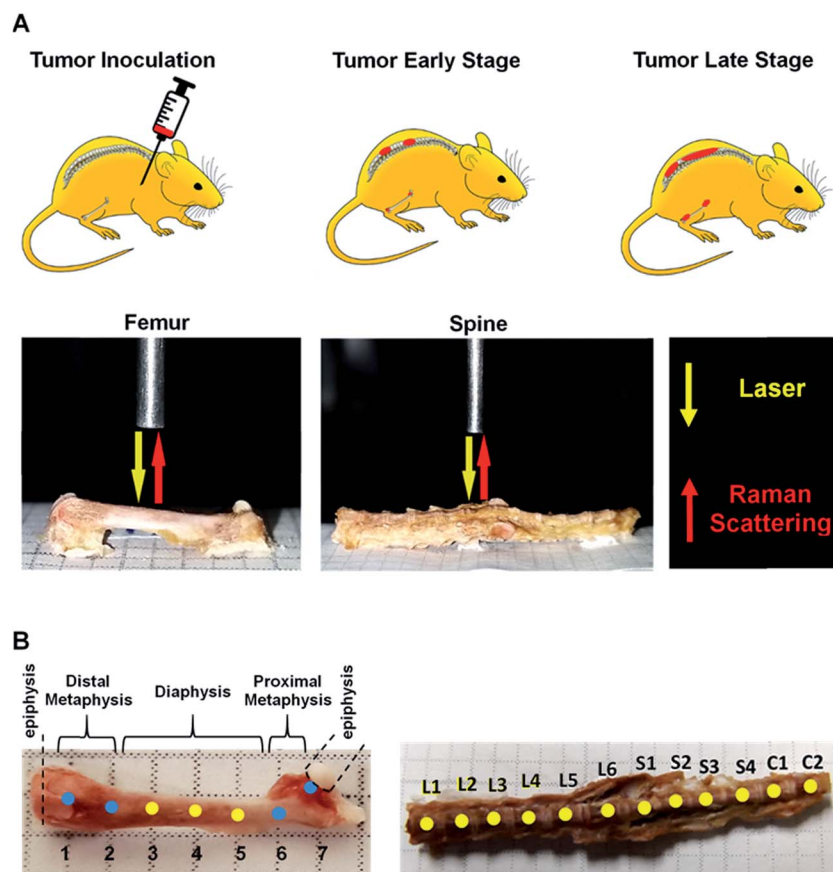 A
Tumor Inoculation
Tumor Early Stage
Tumor Late Stage
Femur
Spine
Laser
Raman
Scattering
B
epiphysis
Distal
Metaphysis
Diaphysis
Proximal
Metaphysis
epiphysis
1 2 3 4 5 6 7
L1 L2 L3 L4 L5 L6 S1 S2 S3 S4 C1 C2